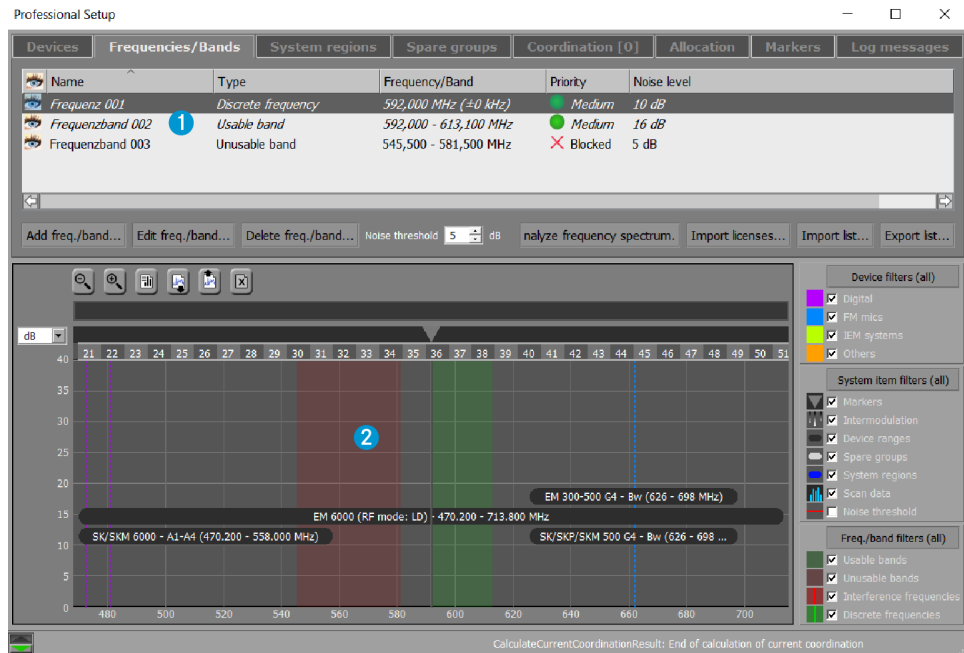 Professional Setup
Devices Frequencies/Bands System regions Spare groups Coordination [0] Allocation Markers Log messages
Name Type Frequency/Band Priority Noise level
Frequenz 001 Discrete frequency 592,000 MHz (±0 kHz) Medium 10 dB
Frequenzband 002 Usable band 592,000 - 613,100 MHz Medium 16 dB
1
Frequenzband 003 Unusable band 545,500 - 581,500 MHz Blocked 5 dB
Add freq./band... Edit freq./band... Delete freq./band... Noise threshold 5 dB nalyze frequency spectrum. Import licenses... Import list... Export list...
Device filters (all)
Digital
FM mics
IEM systems
Others
System item filters (all)
Markers
Intermodulation
Device ranges
Spare groups
System regions
Scan data
Noise threshold
Freq./band filters (all)
Usable bands
Unusable bands
Interference frequencies
Discrete frequencies
dB
21 22 23 24 25 26 27 28 29 30 31 32 33 34 35 36 37 38 39 40 41 42 43 44 45 46 47 48 49 50 51
40
35
30
2
25
20
EM 300-500 G4 - Bw (626 - 698 MHz)
15
EM 6000 (RF mode: LD) - 470.200 - 713.800 MHz
SK/SKM 6000 - A1-A4 (470.200 - 558.000 MHz) SK/SKP/SKM 500 G4 - Bw (626 - 698 ...
10
5
0
480 500 520 540 560 580 600 620 640 660 680 700
CalculateCurrentCoordinationResult: End of calculation of current coordination